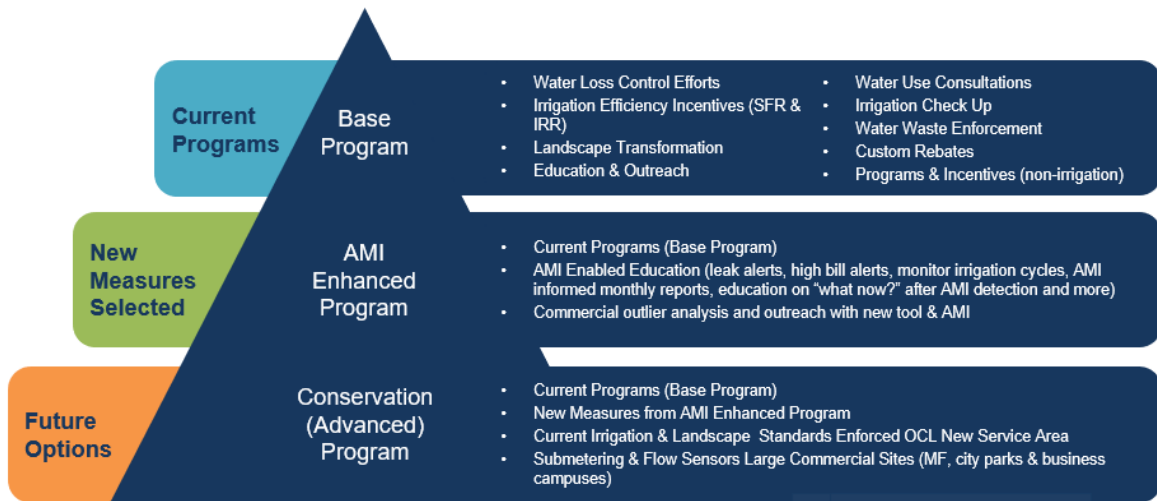 Current
Programs
Base
Program
• Water Loss Control Efforts
• Irrigation Efficiency Incentives (SFR &
IRR)
• Landscape Transformation
• Education & Outreach
• Water Use Consultations
• Irrigation Check Up
• Water Waste Enforcement
• Custom Rebates
• Programs & Incentives (non-irrigation)
New
Measures
Selected
AMI
Enhanced
Program
• Current Programs (Base Program)
• AMI Enabled Education (leak alerts, high bill alerts, monitor irrigation cycles, AMI
informed monthly reports, education on “what now?” after AMI detection and more)
• Commercial outlier analysis and outreach with new tool & AMI
Future
Options
Conservation
(Advanced)
Program
• Current Programs (Base Program)
• New Measures from AMI Enhanced Program
• Current Irrigation & Landscape Standards Enforced OCL New Service Area
• Submetering & Flow Sensors Large Commercial Sites (MF, city parks & business
campuses)